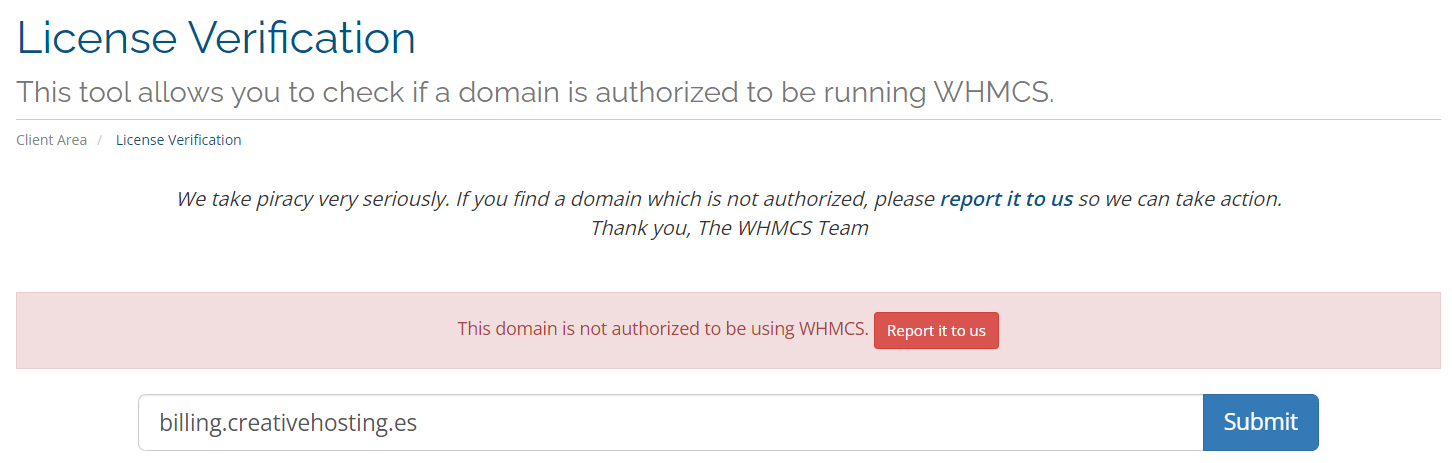 License Verification
This tool allows you to check if a domain is authorized to be running WHMCS.
Client Area / License Verification
We take piracy very seriously. If you find a domain which is not authorized, please report it to us so we can take action.
Thank you, The WHMCS Team
This domain is not authorized to be using WHMCS. Report it to us
billing.creativehosting.es Submit